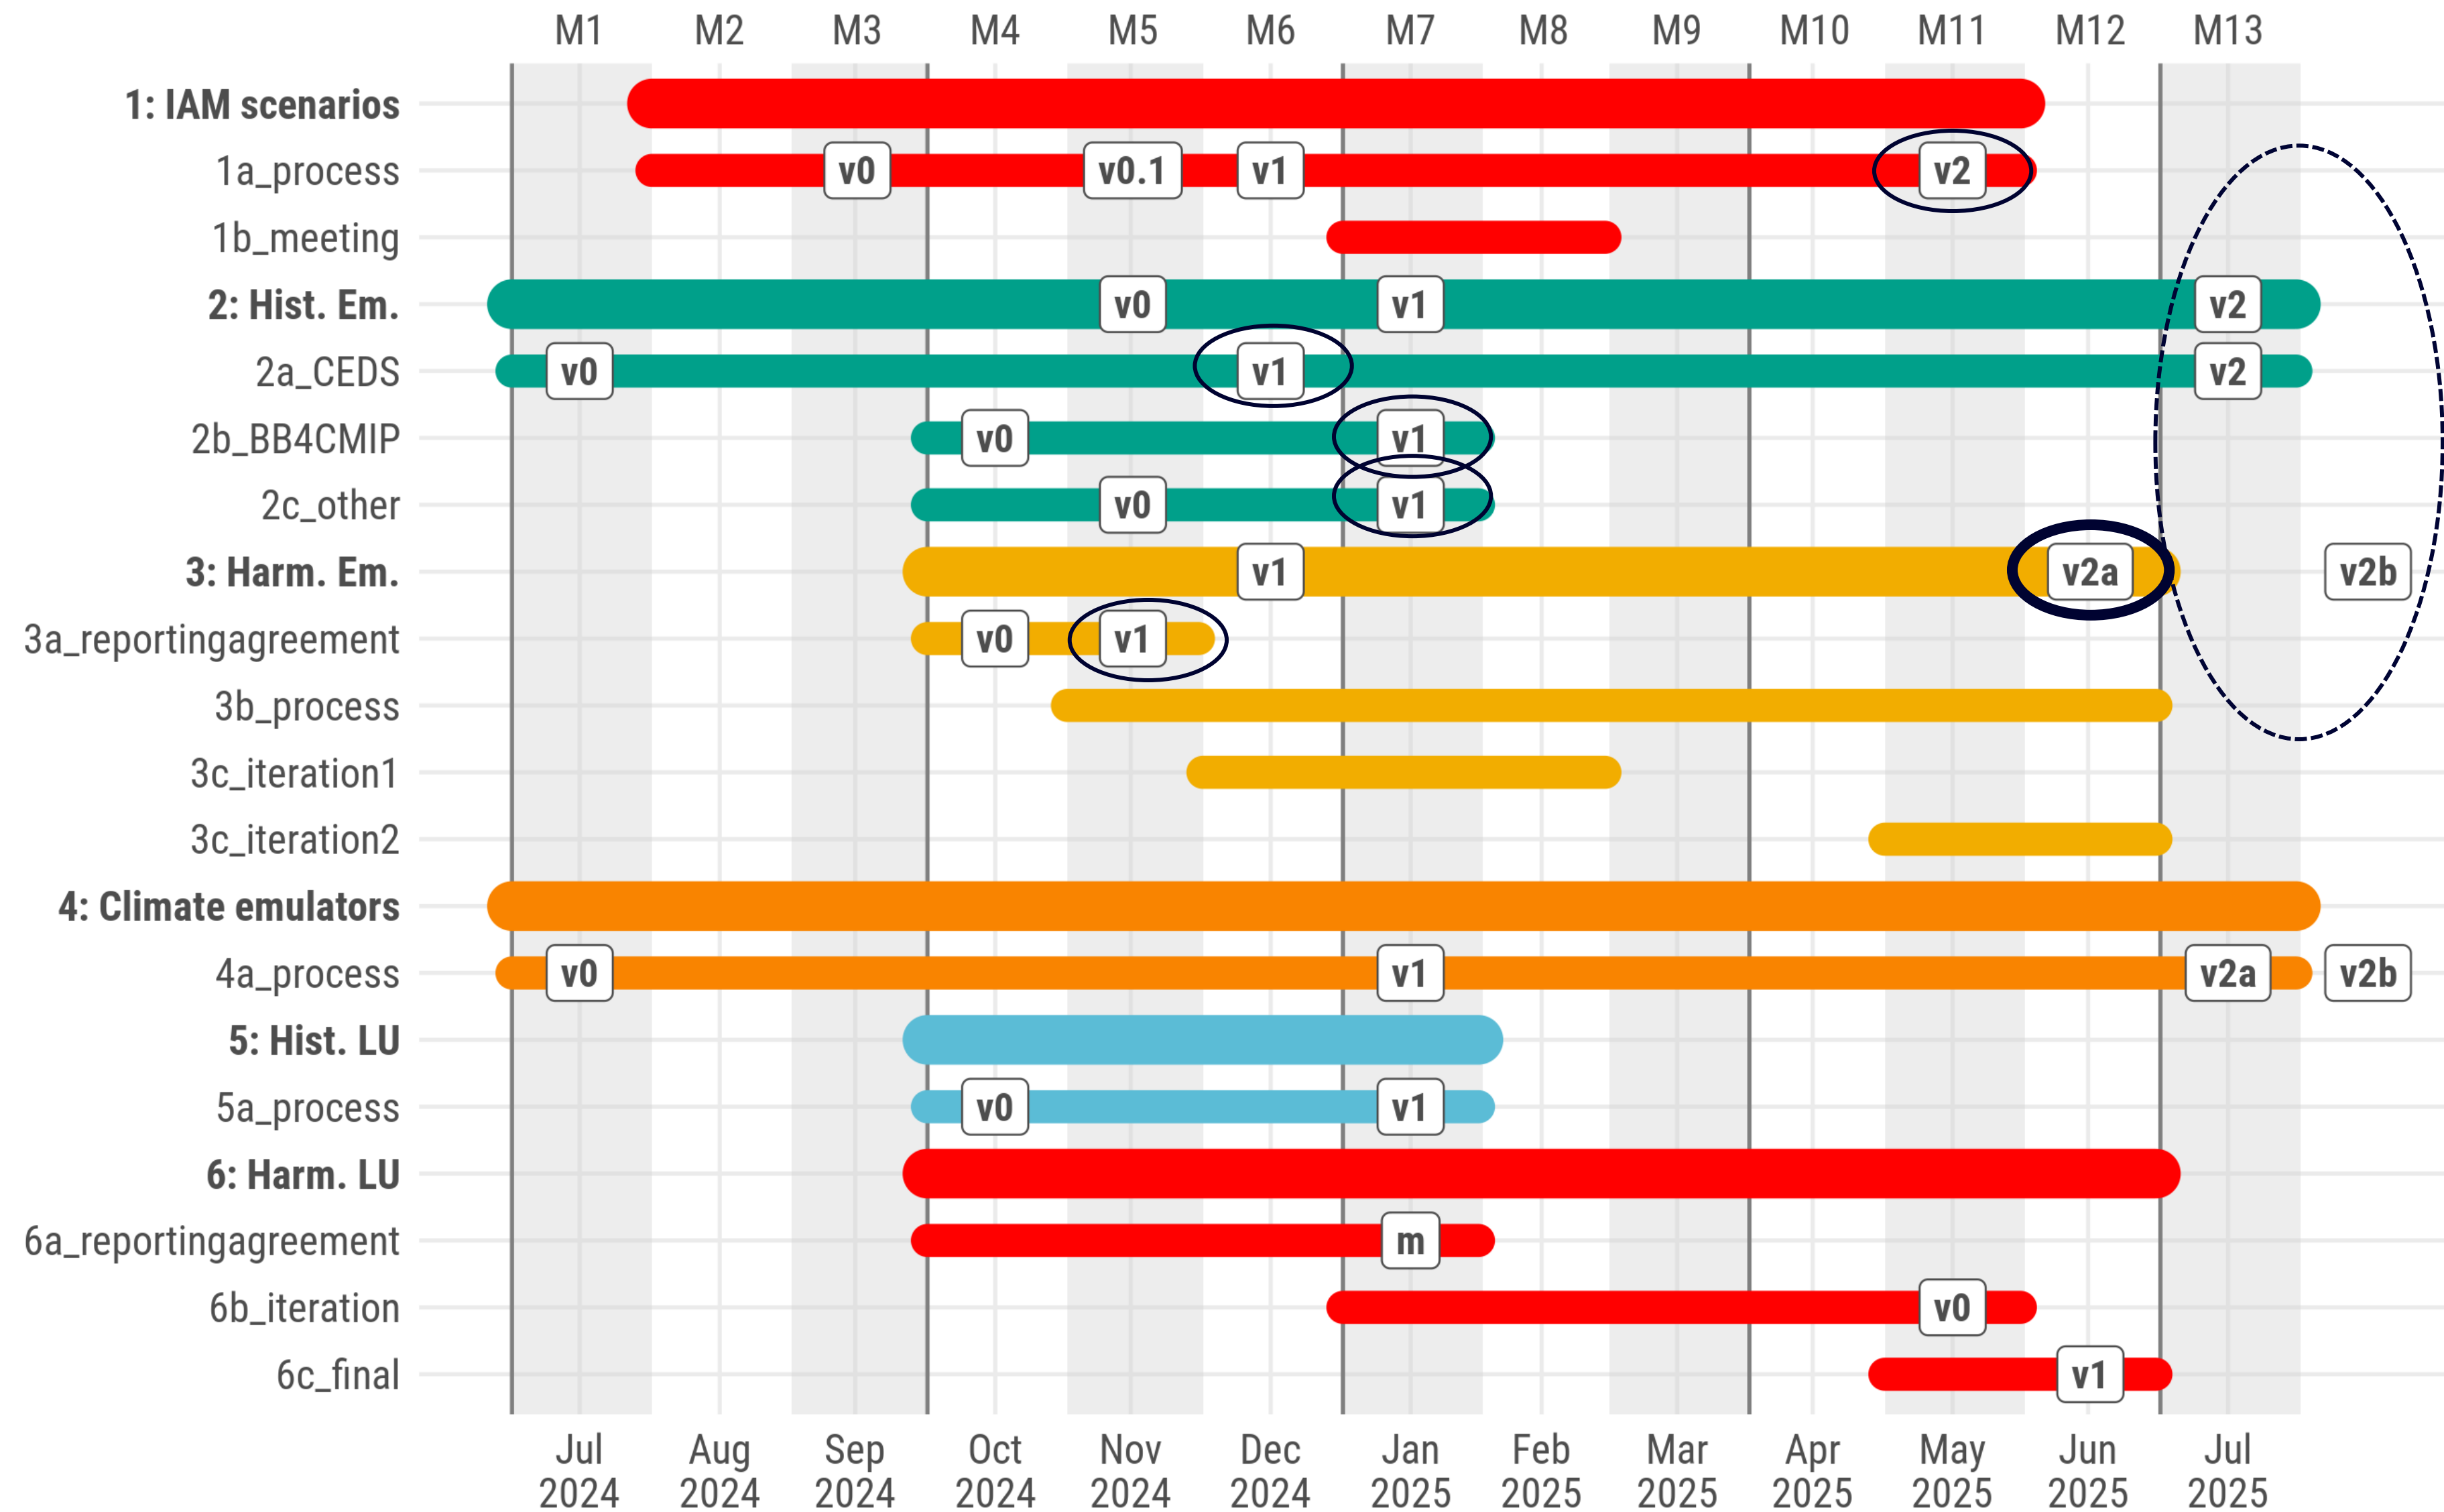 M1 M2 M3 M4 M5 M6 M7 M8 M9 M10 M11 M12 M13
1: IAM scenarios
1a_process v0 v0.1 v1 v2
1b_meeting
2: Hist. Em. v0 v1 v2
2a_CEDS v0 v1 v2
2b_BB4CMIP v0 v1
2c_other v0 v1
3: Harm. Em. v1 v2a v2b
3a_reportingagreement v0 v1
3b_process
3c_iteration1
3c_iteration2
4: Climate emulators
4a_process v0 v1 v2a v2b
5: Hist. LU
5a_process v0 v1
6: Harm. LU
6a_reportingagreement m
6b_iteration v0
6c_final v1
Jul Aug Sep Oct Nov Dec Jan Feb Mar Apr May Jun Jul
2024 2024 2024 2024 2024 2024 2025 2025 2025 2025 2025 2025 2025